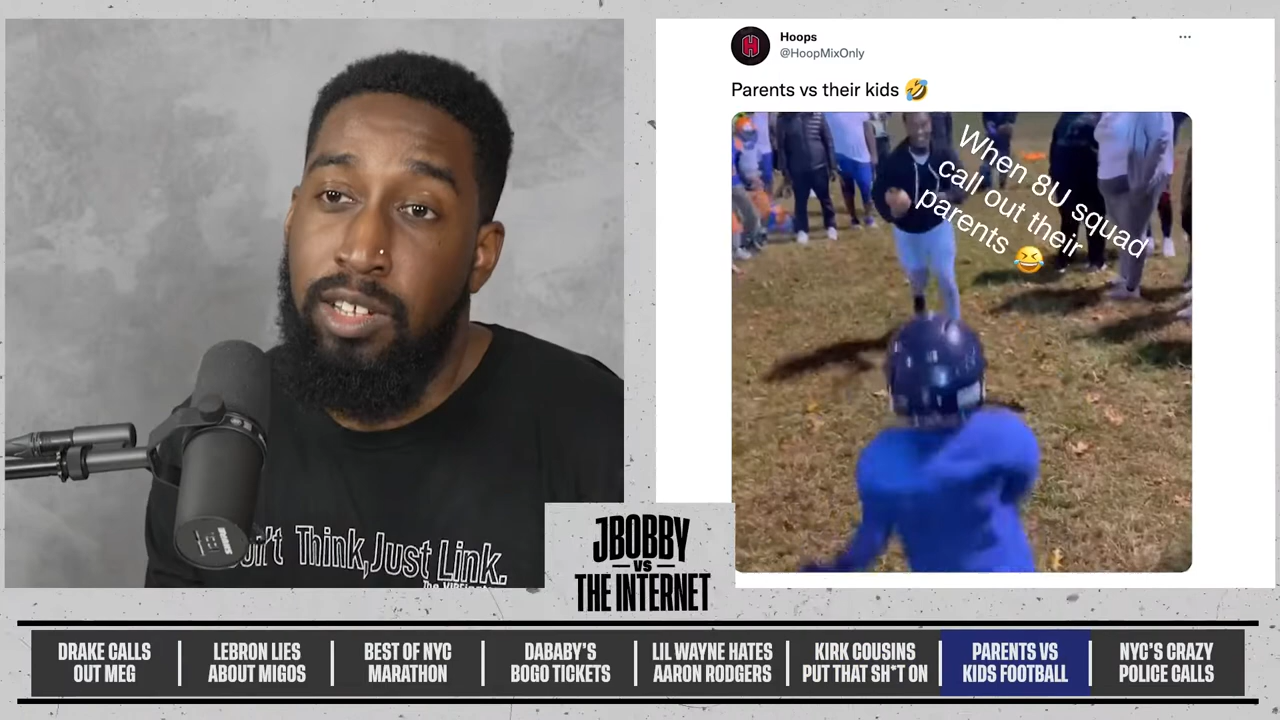 Hoops
@HoopMixOnly
Parents vs their kids 🤣
When 8U squad
call out their
parents 😆
Think, Just Link.
JBOBBY
VS
THE INTERNET
DRAKE CALLS
OUT MEG
LEBRON LIES
ABOUT MIGOS
BEST OF NYC
MARATHON
DABABY'S
BOGO TICKETS
LIL WAYNE HATES
AARON RODGERS
KIRK COUSINS
PUT THAT SH*T ON
PARENTS VS
KIDS FOOTBALL
NYC'S CRAZY
POLICE CALLS